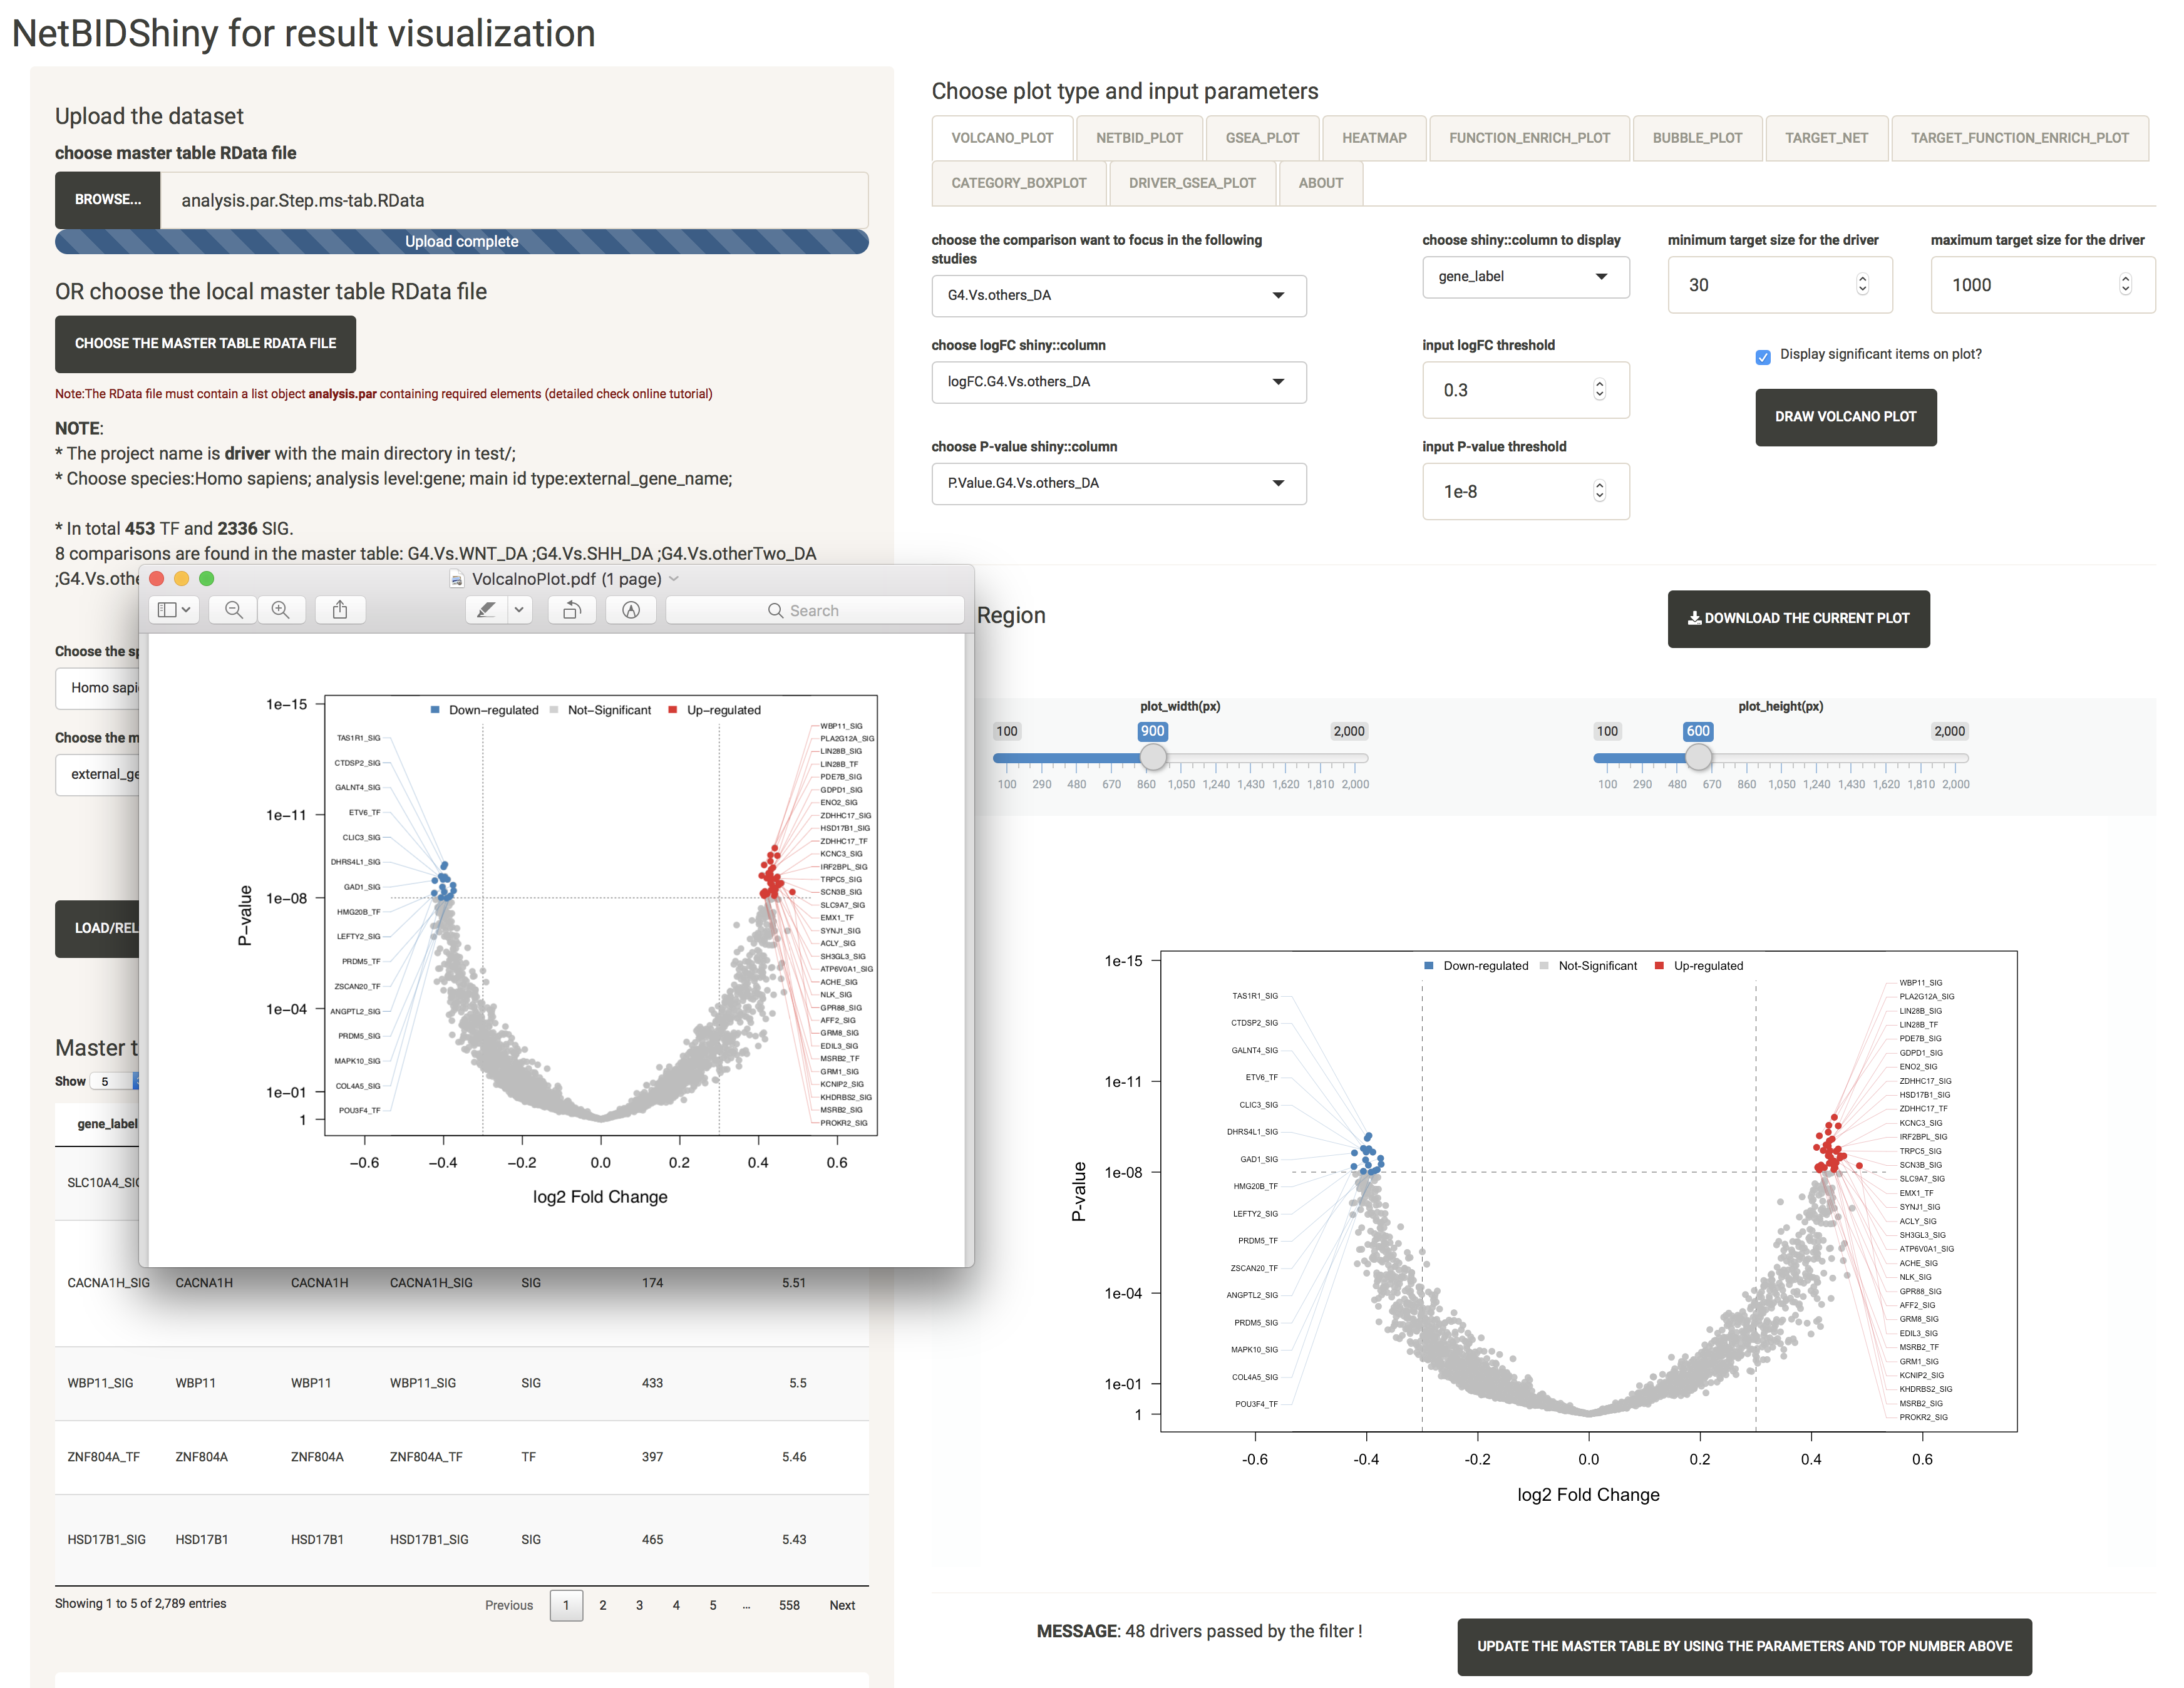 NetBIDShiny for result visualization
Upload the dataset
choose master table RData file
BROWSE... analysis.par.Step.ms-tab.RData
Upload complete
OR choose the local master table RData file
CHOOSE THE MASTER TABLE RDATA FILE
Note:The RData file must contain a list object analysis.par containing required elements (detailed check online tutorial)
NOTE:
* The project name is driver with the main directory in test/;
* Choose species:Homo sapiens; analysis level:gene; main id type:external_gene_name;
* In total 453 TF and 2336 SIG.
8 comparisons are found in the master table: G4.Vs.WNT_DA ;G4.Vs.SHH_DA ;G4.Vs.otherTwo_DA
;G4.Vs.othe
Choose the sp
Homo sapi
Choose the m
external_ge
LOAD/REL
Master t
Show 5
gene_label
SLC10A4_SIG
CACNA1H_SIG CACNA1H CACNA1H CACNA1H_SIG SIG 174 5.51
WBP11_SIG WBP11 WBP11 WBP11_SIG SIG 433 5.5
ZNF804A_TF ZNF804A ZNF804A ZNF804A_TF TF 397 5.46
HSD17B1_SIG HSD17B1 HSD17B1 HSD17B1_SIG SIG 465 5.43
Showing 1 to 5 of 2,789 entries
Previous 1 2 3 4 5 ... 558 Next
VolcalnoPlot.pdf (1 page)
Search
Down-regulated Not-Significant Up-regulated
1e−15
1e−11
1e−08
1e−04
1e−01
1
P−value
TAS1R1_SIG
CTDSP2_SIG
GALNT4_SIG
ETV6_TF
CLIC3_SIG
DHRS4L1_SIG
GAD1_SIG
HMG20B_TF
LEFTY2_SIG
PRDM5_TF
ZSCAN20_TF
ANGPTL2_SIG
PRDM5_SIG
MAPK10_SIG
COL4A5_SIG
POU3F4_TF
WBP11_SIG
PLA2G12A_SIG
LIN28B_SIG
LIN28B_TF
PDE7B_SIG
GDPD1_SIG
ENO2_SIG
ZDHHC17_SIG
HSD17B1_SIG
ZDHHC17_TF
KCNC3_SIG
IRF2BPL_SIG
TRPC5_SIG
SCN3B_SIG
SLC9A7_SIG
EMX1_TF
SYNJ1_SIG
ACLY_SIG
SH3GL3_SIG
ATP6V0A1_SIG
ACHE_SIG
NLK_SIG
GPR88_SIG
AFF2_SIG
GRM8_SIG
EDIL3_SIG
MSRB2_TF
GRM1_SIG
KCNIP2_SIG
KHDRBS2_SIG
MSRB2_SIG
PROKR2_SIG
−0.6 −0.4 −0.2 0.0 0.2 0.4 0.6
log2 Fold Change
Choose plot type and input parameters
VOLCANO_PLOT NETBID_PLOT GSEA_PLOT HEATMAP FUNCTION_ENRICH_PLOT BUBBLE_PLOT TARGET_NET TARGET_FUNCTION_ENRICH_PLOT
CATEGORY_BOXPLOT DRIVER_GSEA_PLOT ABOUT
choose the comparison want to focus in the following
studies
G4.Vs.others_DA
choose shiny::column to display
gene_label
minimum target size for the driver
30
maximum target size for the driver
1000
choose logFC shiny::column
logFC.G4.Vs.others_DA
input logFC threshold
0.3
Display significant items on plot?
DRAW VOLCANO PLOT
choose P-value shiny::column
P.Value.G4.Vs.others_DA
input P-value threshold
1e-8
Region
DOWNLOAD THE CURRENT PLOT
plot_width(px)
100 900 2,000
100 290 480 670 860 1,050 1,240 1,430 1,620 1,810 2,000
plot_height(px)
100 600 2,000
100 290 480 670 860 1,050 1,240 1,430 1,620 1,810 2,000
Down-regulated Not-Significant Up-regulated
1e-15
1e-11
1e-08
1e-04
1e-01
1
P-value
TAS1R1_SIG
CTDSP2_SIG
GALNT4_SIG
ETV6_TF
CLIC3_SIG
DHRS4L1_SIG
GAD1_SIG
HMG20B_TF
LEFTY2_SIG
PRDM5_TF
ZSCAN20_TF
ANGPTL2_SIG
PRDM5_SIG
MAPK10_SIG
COL4A5_SIG
POU3F4_TF
WBP11_SIG
PLA2G12A_SIG
LIN28B_SIG
LIN28B_TF
PDE7B_SIG
GDPD1_SIG
ENO2_SIG
ZDHHC17_SIG
HSD17B1_SIG
ZDHHC17_TF
KCNC3_SIG
IRF2BPL_SIG
TRPC5_SIG
SCN3B_SIG
SLC9A7_SIG
EMX1_TF
SYNJ1_SIG
ACLY_SIG
SH3GL3_SIG
ATP6V0A1_SIG
ACHE_SIG
NLK_SIG
GPR88_SIG
AFF2_SIG
GRM8_SIG
EDIL3_SIG
MSRB2_TF
GRM1_SIG
KCNIP2_SIG
KHDRBS2_SIG
MSRB2_SIG
PROKR2_SIG
-0.6 -0.4 -0.2 0.0 0.2 0.4 0.6
log2 Fold Change
MESSAGE: 48 drivers passed by the filter !
UPDATE THE MASTER TABLE BY USING THE PARAMETERS AND TOP NUMBER ABOVE